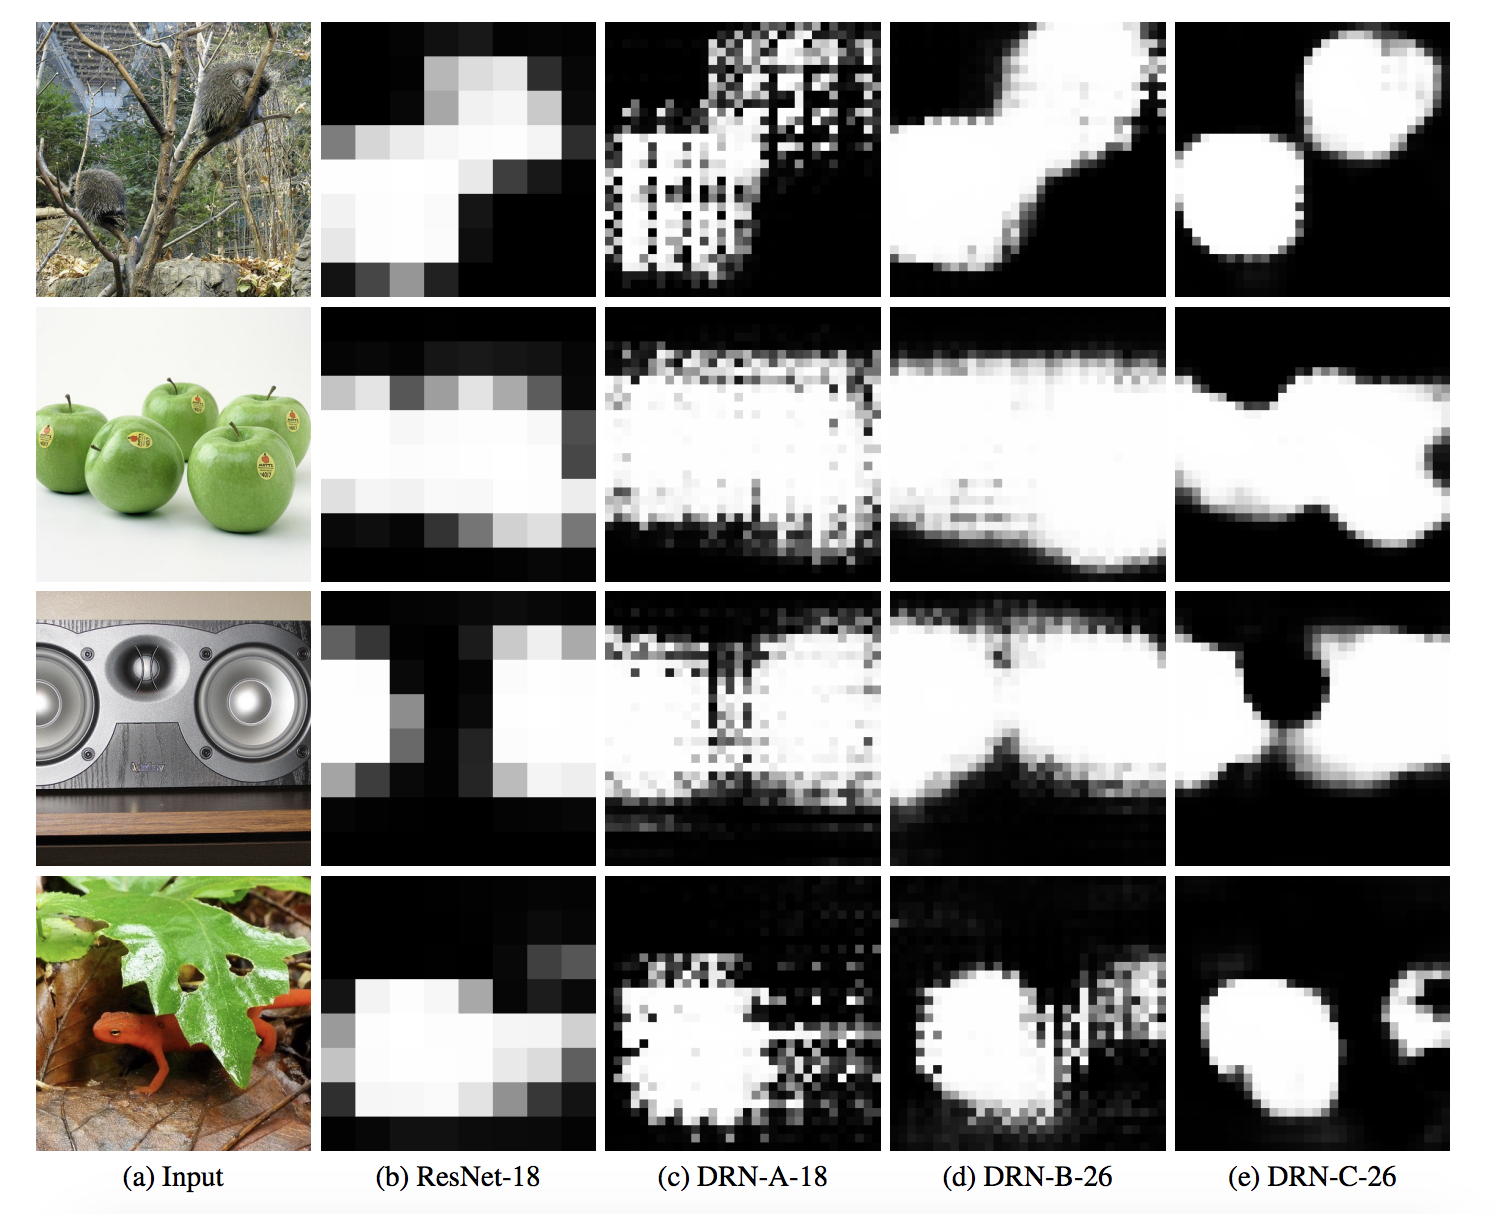 (a) Input
(b) ResNet-18
(c) DRN-A-18
(d) DRN-B-26
(e) DRN-C-26